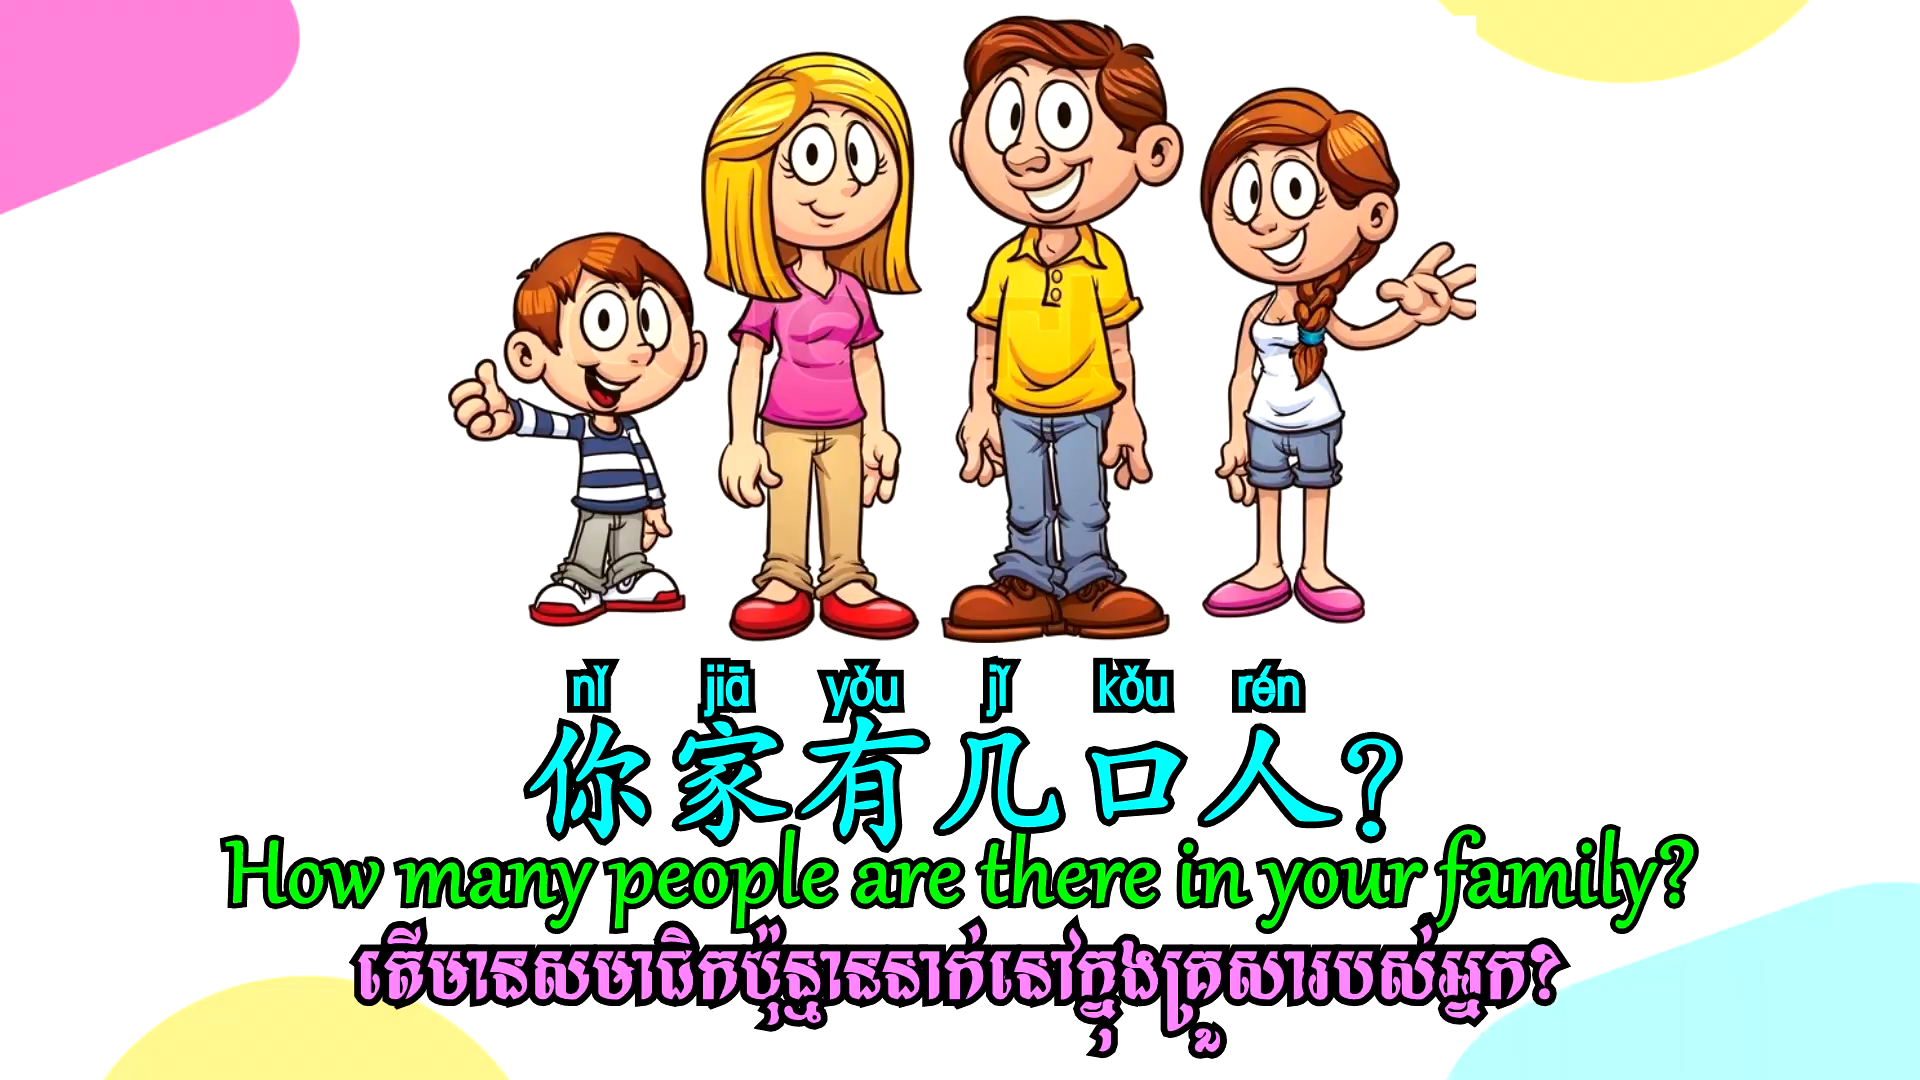 nǐ jiā yǒu jǐ kǒu rén
你家有几口人?
How many people are there in your family?
តើមានសមាជិកប៉ុន្មាននាក់នៅក្នុងគ្រួសារបស់អ្នក?